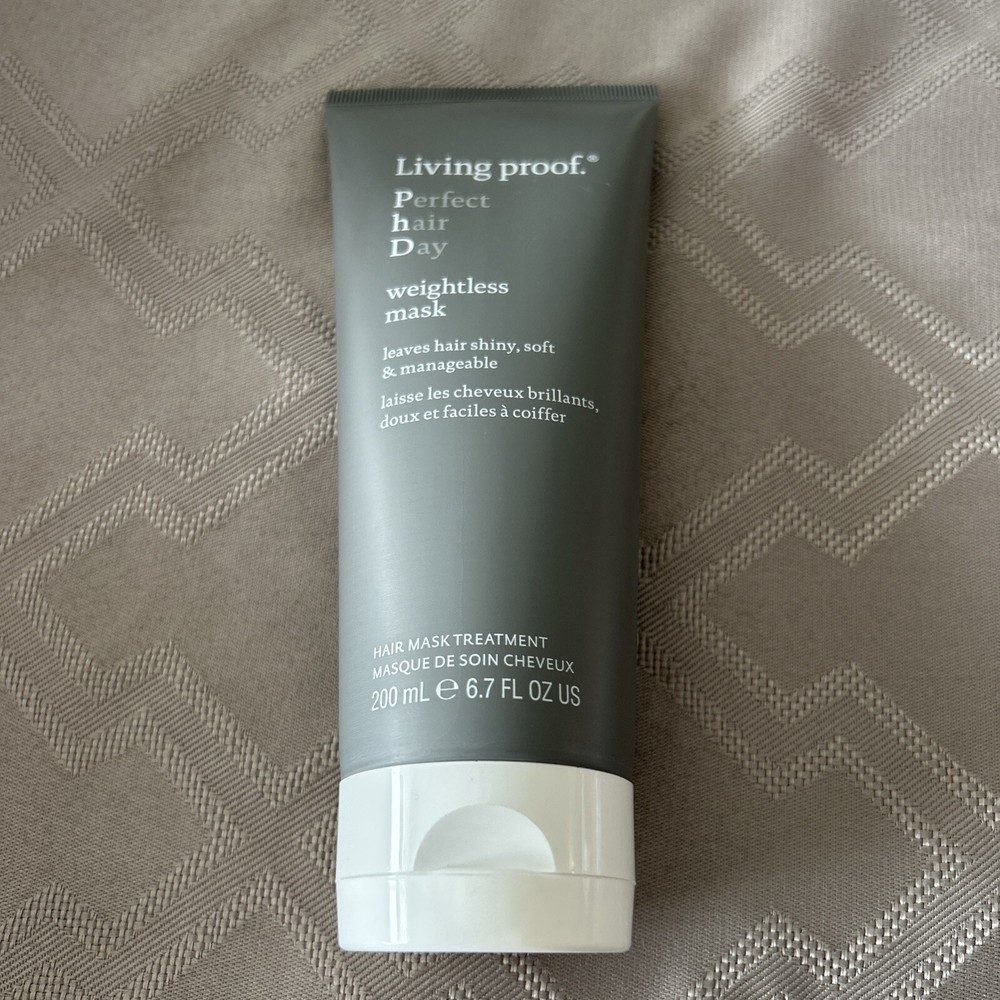 Living proof.®
Perfect
hair
Day
weightless
mask
leaves hair shiny, soft
& manageable
laisse les cheveux brillants,
doux et faciles à coiffer
HAIR MASK TREATMENT
MASQUE DE SOIN CHEVEUX
200 mL ℮ 6.7 FL OZ US